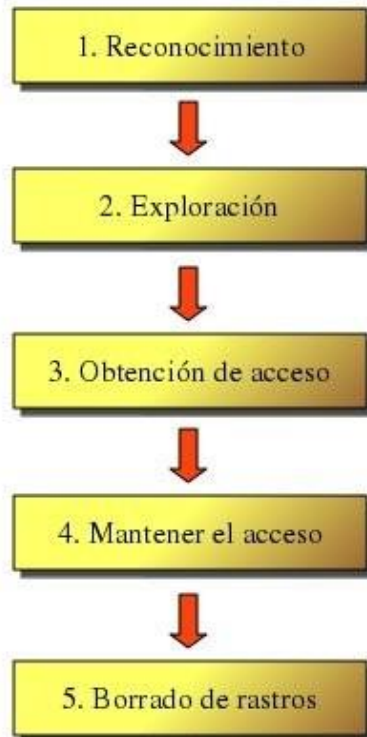 1. Reconocimiento
2. Exploración
3. Obtención de acceso
4. Mantener el acceso
5. Borrado de rastros